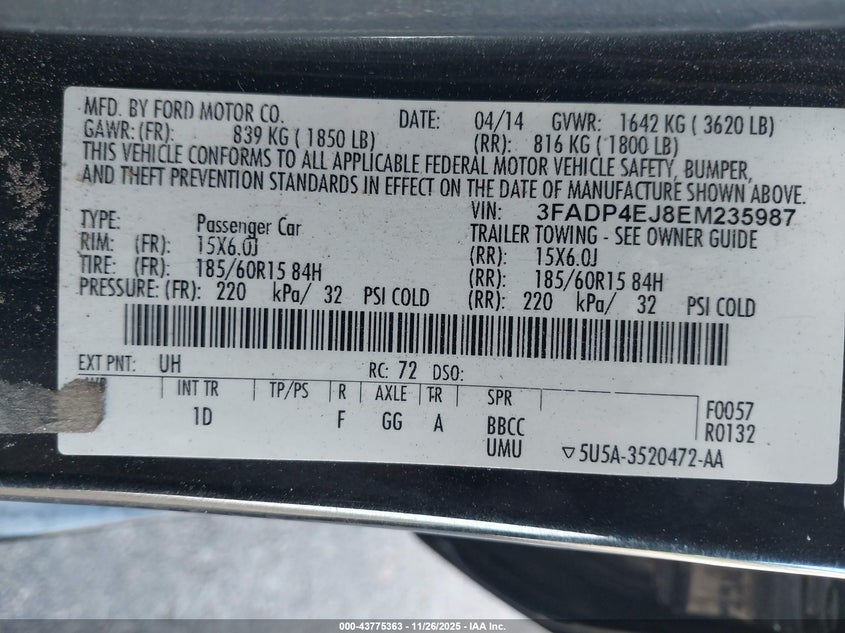 MFD. BY FORD MOTOR CO. DATE: 04/14 GVWR: 1642 KG ( 3620 LB)
GAWR: (FR): 839 KG ( 1850 LB) (RR): 816 KG ( 1800 LB)
THIS VEHICLE CONFORMS TO ALL APPLICABLE FEDERAL MOTOR VEHICLE SAFETY, BUMPER,
AND THEFT PREVENTION STANDARDS IN EFFECT ON THE DATE OF MANUFACTURE SHOWN ABOVE.
VIN: 3FADP4EJ8EM235987
TYPE: Passenger Car TRAILER TOWING - SEE OWNER GUIDE
RIM: (FR): 15X6.0J (RR): 15X6.0J
TIRE: (FR): 185/60R15 84H (RR): 185/60R15 84H
PRESSURE: (FR): 220 kPa/ 32 PSI COLD (RR): 220 kPa/ 32 PSI COLD
EXT PNT: UH RC: 72 DSO:
INT TR TP/PS R AXLE TR SPR F0057
1D F GG A BBCC R0132
UMU ▽5U5A-3520472-AA
000-43775363 - 11/26/2025 - IAA Inc.